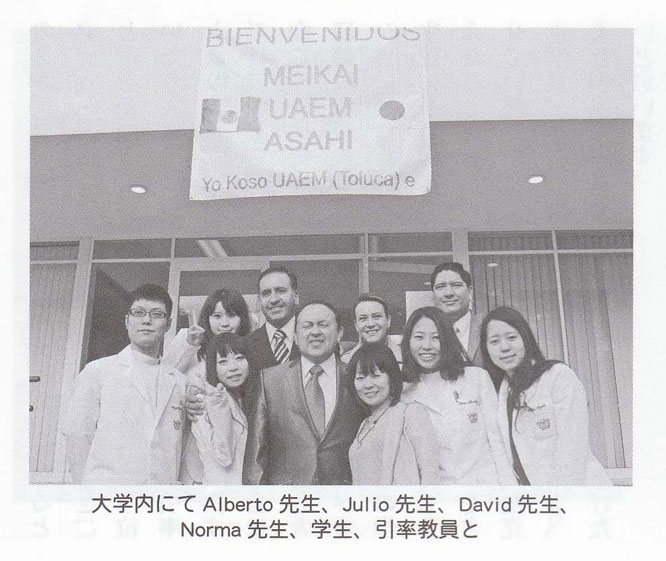 BIENVENIDOS
MEIKAI
UAEM
ASAHI
Yo Koso UAEM (Toluca) e
大学内にて Alberto 先生、Julio 先生、David 先生、
Norma 先生、学生、引率教員と